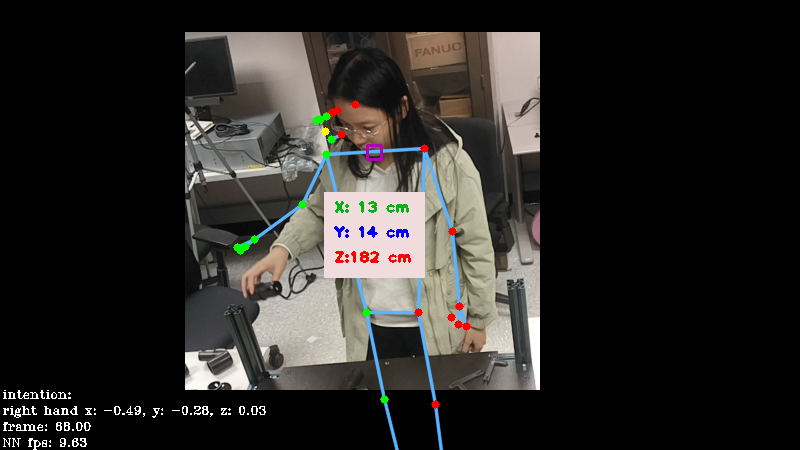 FANUC
X: 13 cm
Y: 14 cm
Z:182 cm
intention:
right hand x: -0.49, y: -0.28, z: 0.03
frame: 68.00
NN fps: 9.63